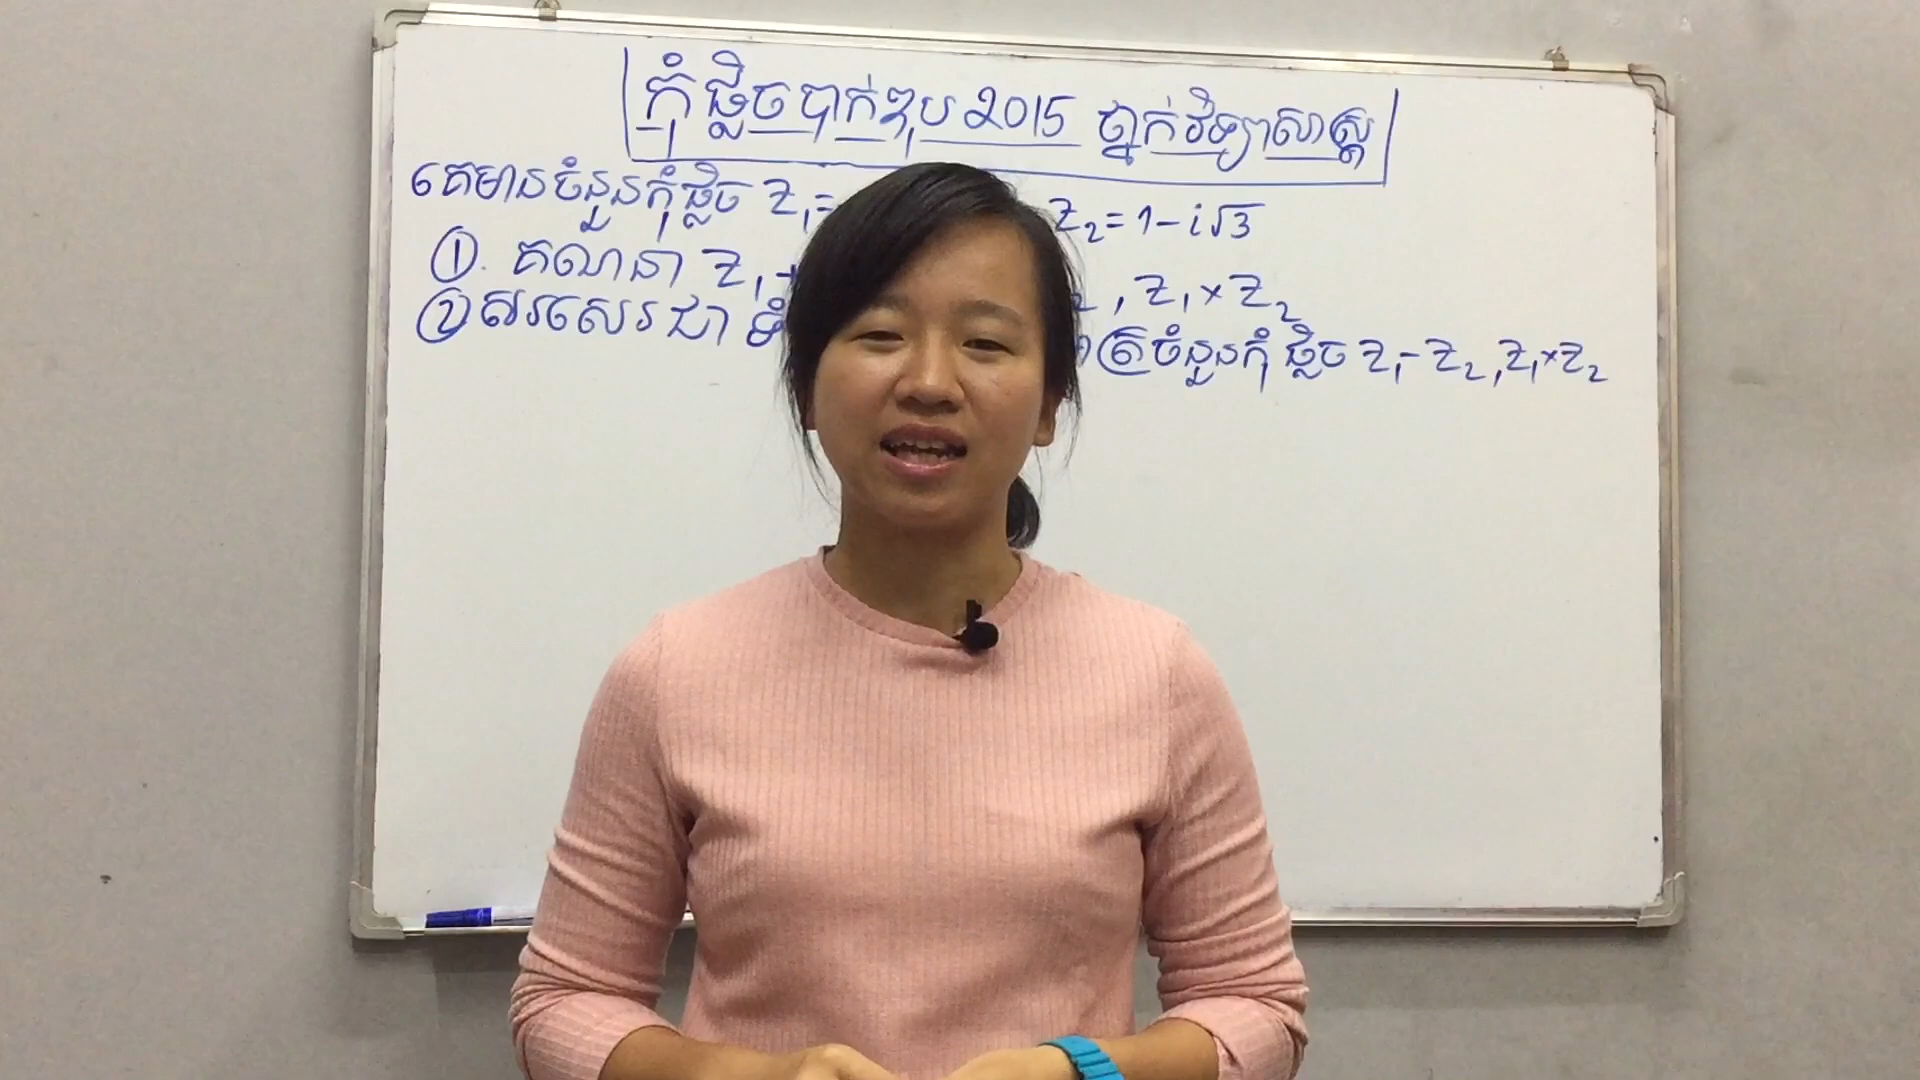 កុំផ្លិចបាក់ឌុប 2015 ថ្នាក់វិទ្យាសាស្ត្រ
គេមានចំនួនកុំផ្លិច Z₁= Z₂=1-i√3
①. គណនា Z₁+ ₂ , Z₁×Z₂
② សរសេរជា ចំនួនកុំផ្លិច Z₁-Z₂,Z₁×Z₂